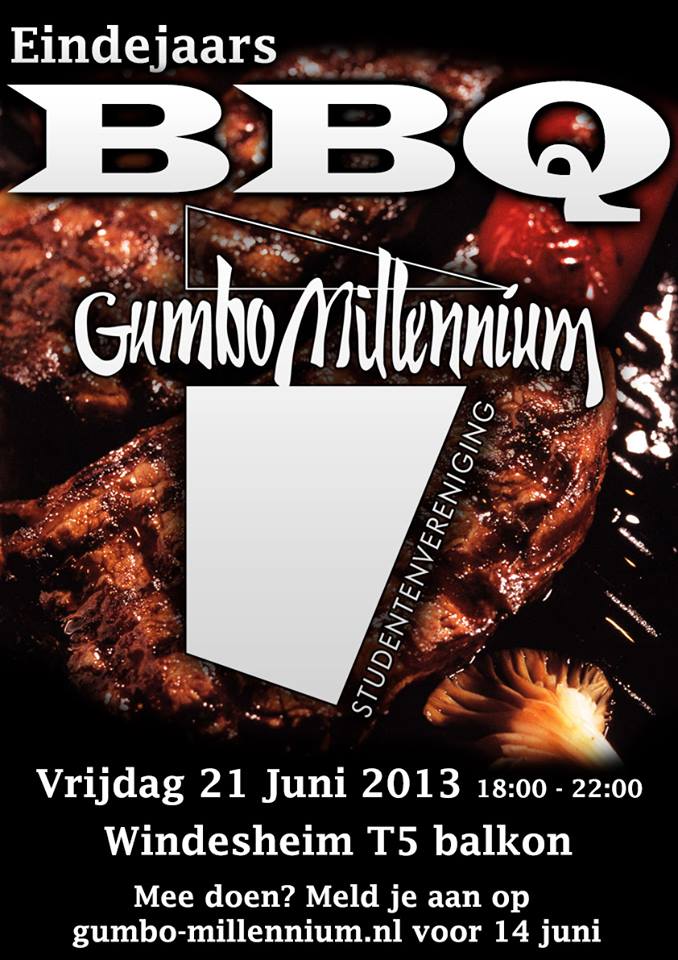 Eindejaars
BBQ
Gumbo Millennium
STUDENTENVERENIGING
Vrijdag 21 Juni 2013 18:00 - 22:00
Windesheim T5 balkon
Mee doen? Meld je aan op
gumbo-millennium.nl voor 14 juni